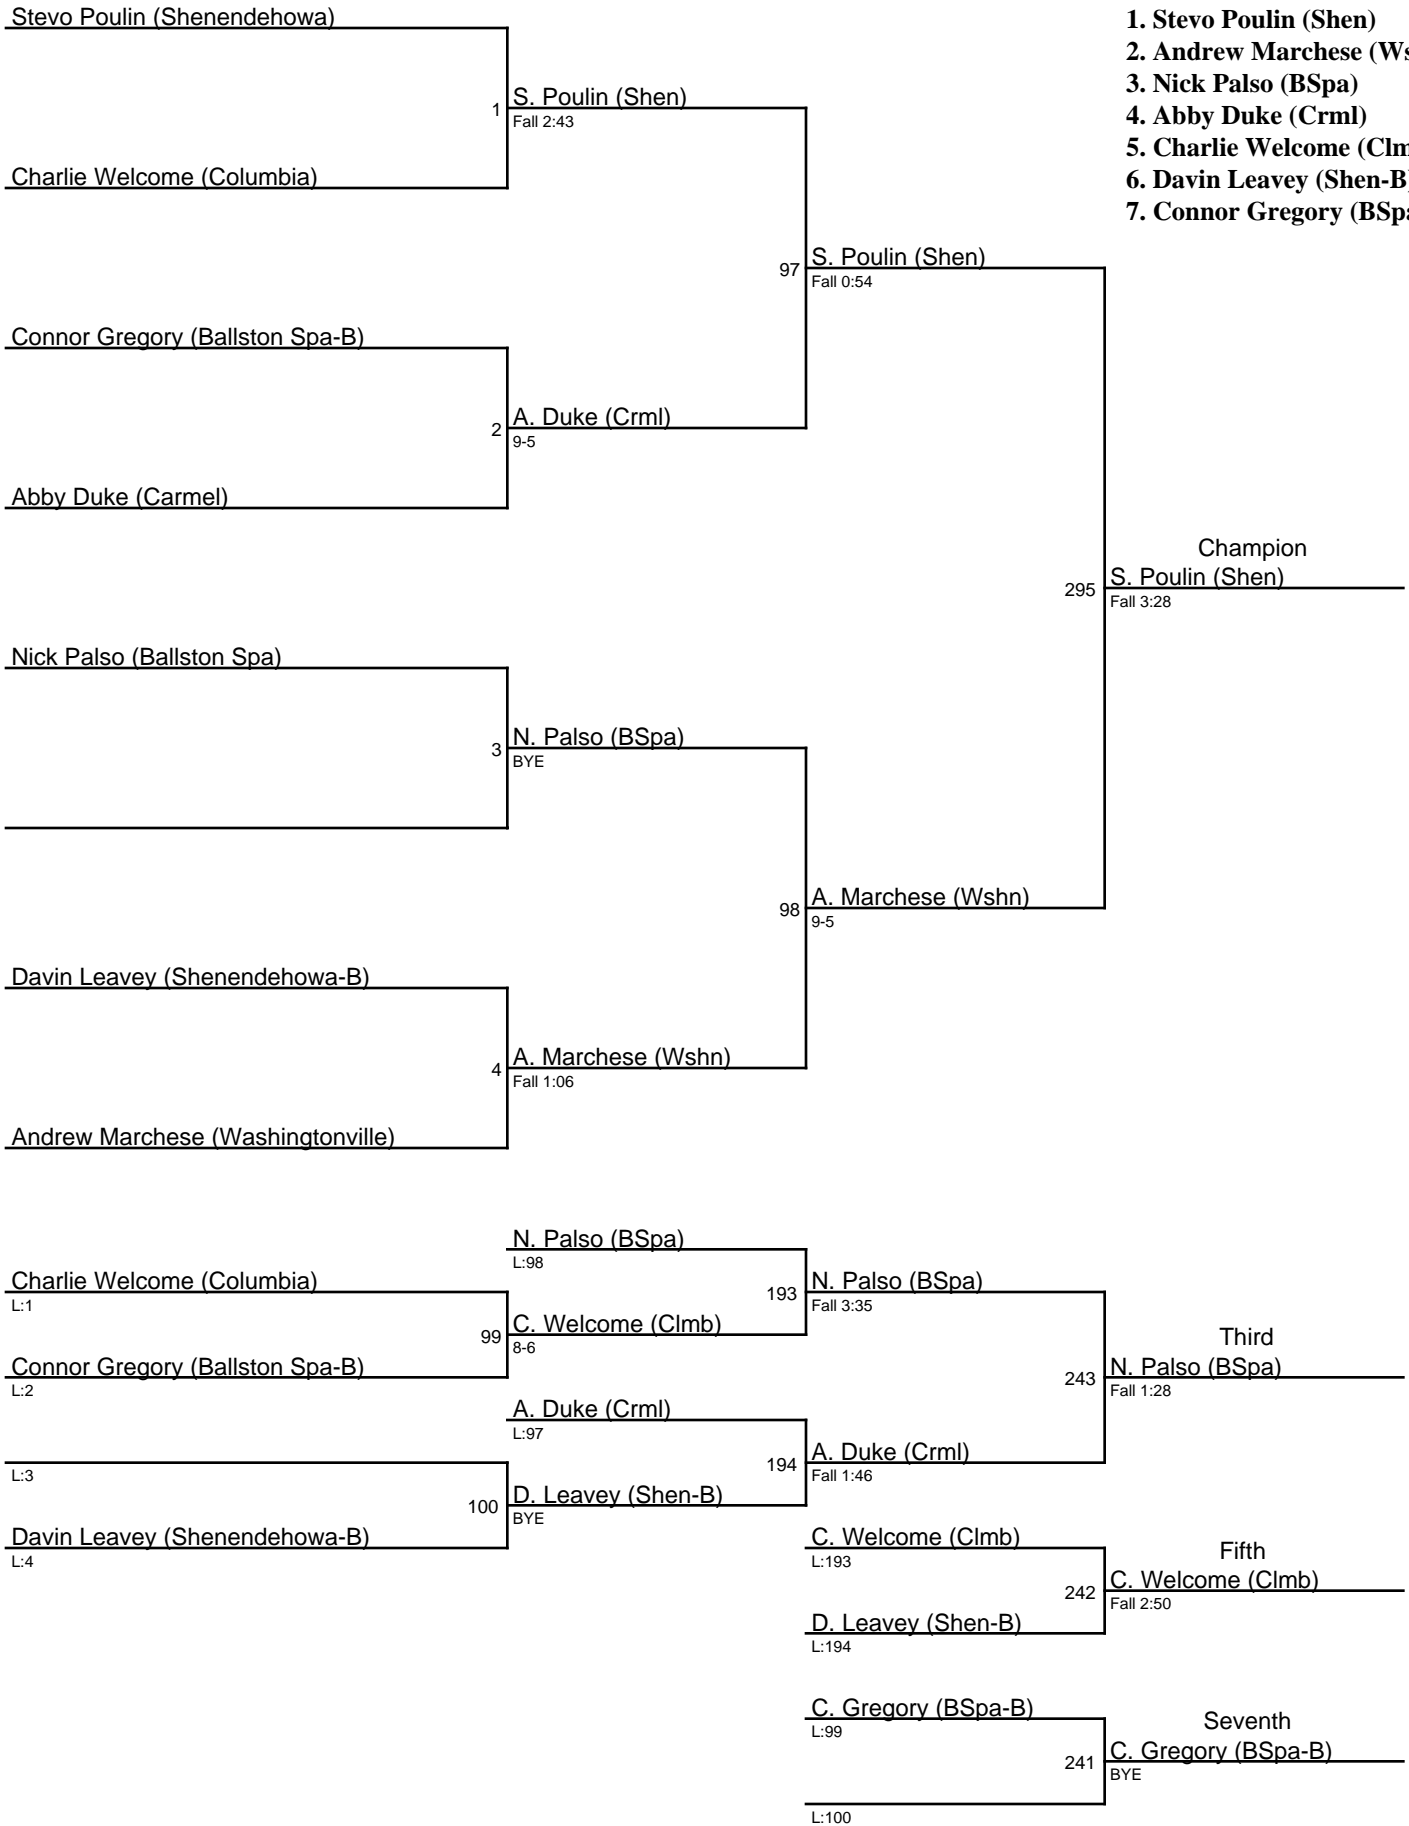 Stevo Poulin (Shenendehowa)
1
S. Poulin (Shen)
Fall 2:43
Charlie Welcome (Columbia)
97
S. Poulin (Shen)
Fall 0:54
Connor Gregory (Ballston Spa-B)
2
A. Duke (Crml)
9-5
Abby Duke (Carmel)
295
Champion
S. Poulin (Shen)
Fall 3:28
Nick Palso (Ballston Spa)
3
N. Palso (BSpa)
BYE
98
A. Marchese (Wshn)
9-5
Davin Leavey (Shenendehowa-B)
4
A. Marchese (Wshn)
Fall 1:06
Andrew Marchese (Washingtonville)
1. Stevo Poulin (Shen)
2. Andrew Marchese (Ws
3. Nick Palso (BSpa)
4. Abby Duke (Crml)
5. Charlie Welcome (Clm
6. Davin Leavey (Shen-B)
7. Connor Gregory (BSpa
N. Palso (BSpa)
L:98
Charlie Welcome (Columbia)
L:1
99
C. Welcome (Clmb)
8-6
Connor Gregory (Ballston Spa-B)
L:2
193
N. Palso (BSpa)
Fall 3:35
A. Duke (Crml)
L:97
L:3
100
D. Leavey (Shen-B)
BYE
Davin Leavey (Shenendehowa-B)
L:4
194
A. Duke (Crml)
Fall 1:46
243
Third
N. Palso (BSpa)
Fall 1:28
C. Welcome (Clmb)
L:193
242
Fifth
C. Welcome (Clmb)
Fall 2:50
D. Leavey (Shen-B)
L:194
C. Gregory (BSpa-B)
L:99
241
Seventh
C. Gregory (BSpa-B)
BYE
L:100